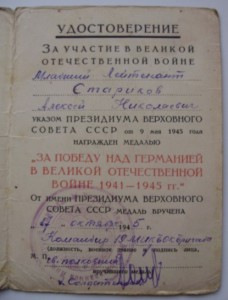 УДОСТОВЕРЕНИЕ
ЗА УЧАСТИЕ В ВЕЛИКОЙ
ОТЕЧЕСТВЕННОЙ ВОЙНЕ
Младший Лейтенант
Стариков
Алексей Николаевич
УКАЗОМ ПРЕЗИДИУМА ВЕРХОВНОГО
СОВЕТА СССР от 9 мая 1945 года
НАГРАЖДЕН МЕДАЛЬЮ
"ЗА ПОБЕДУ НАД ГЕРМАНИЕЙ
В ВЕЛИКОЙ ОТЕЧЕСТВЕННОЙ
ВОЙНЕ 1941—1945 гг."
От имени ПРЕЗИДИУМА ВЕРХОВНОГО
СОВЕТА СССР МЕДАЛЬ ВРУЧЕНА
октября 1945 г.
Командир
М. П.